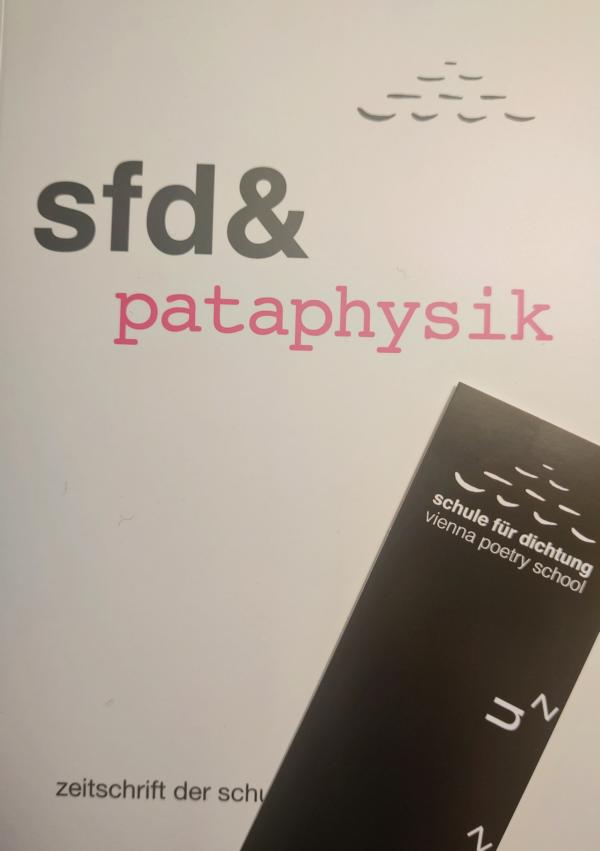 sfd&
pataphysik
schule für dichtung
vienna poetry school
zeitschrift der schu